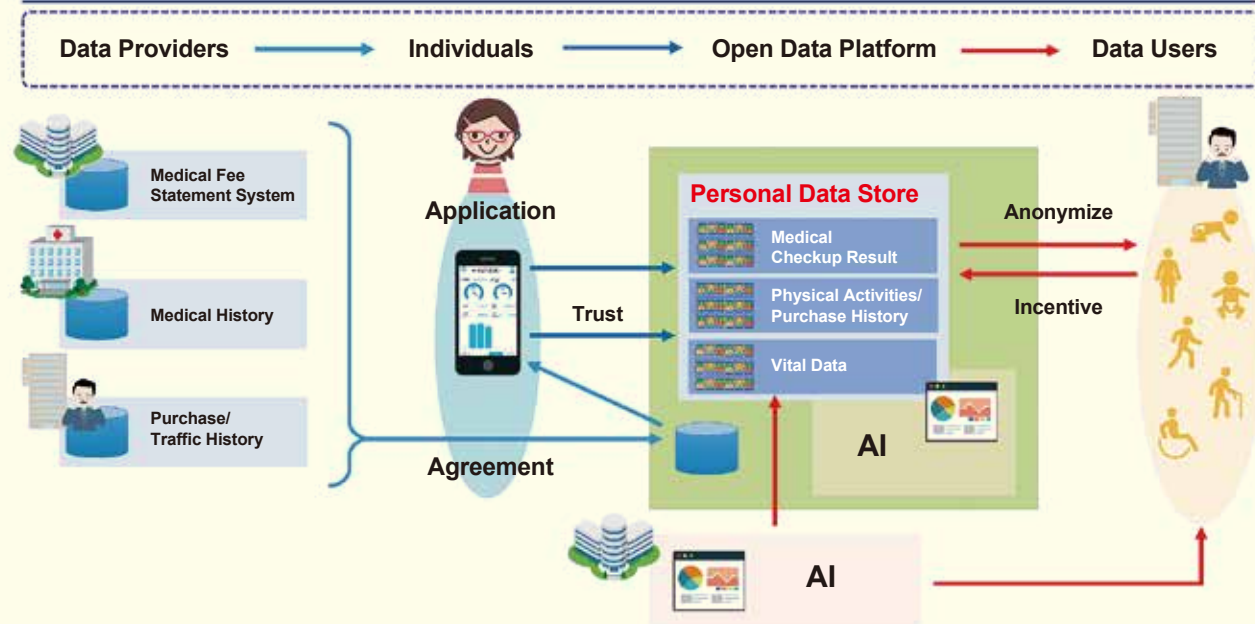 Data Providers
Individuals
Open Data Platform
Data Users
Medical Fee
Statement System
Medical History
Purchase/
Traffic History
Application
Trust
Agreement
Personal Data Store
Medical
Checkup Result
Physical Activities/
Purchase History
Vital Data
AI
Anonymize
Incentive
AI